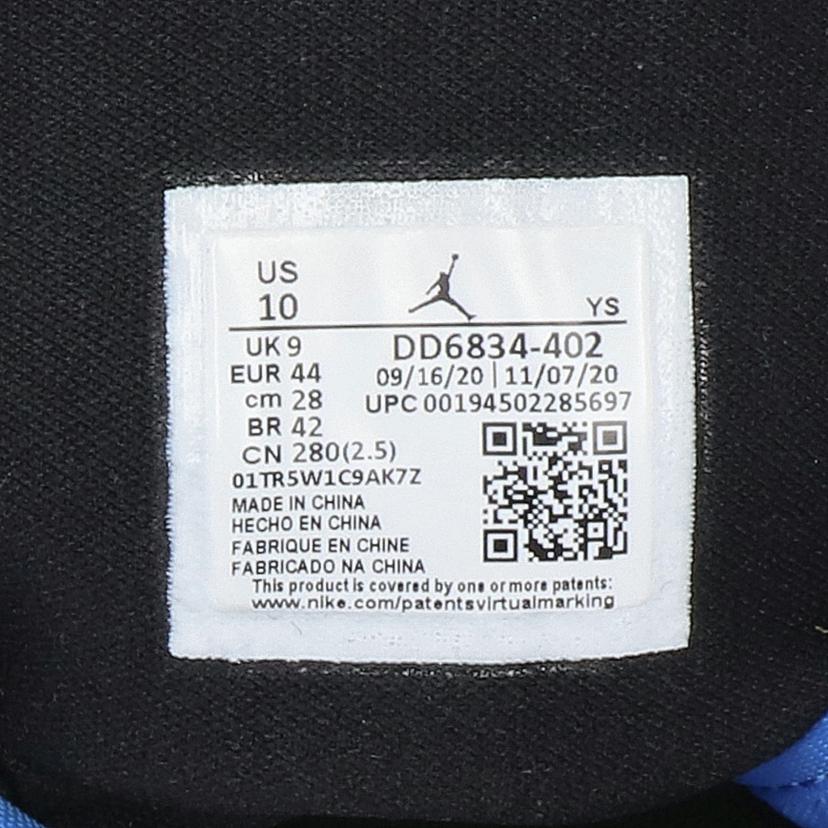 US
10
YS
UK 9
DD6834-402
EUR 44
09/16/20 | 11/07/20
cm 28
UPC 00194502285697
BR 42
CN 280(2.5)
01TR5W1C9AK7Z
MADE IN CHINA
HECHO EN CHINA
FABRIQUE EN CHINE
FABRICADO NA CHINA
This product is covered by one or more patents:
www.nike.com/patentsvirtualmarking